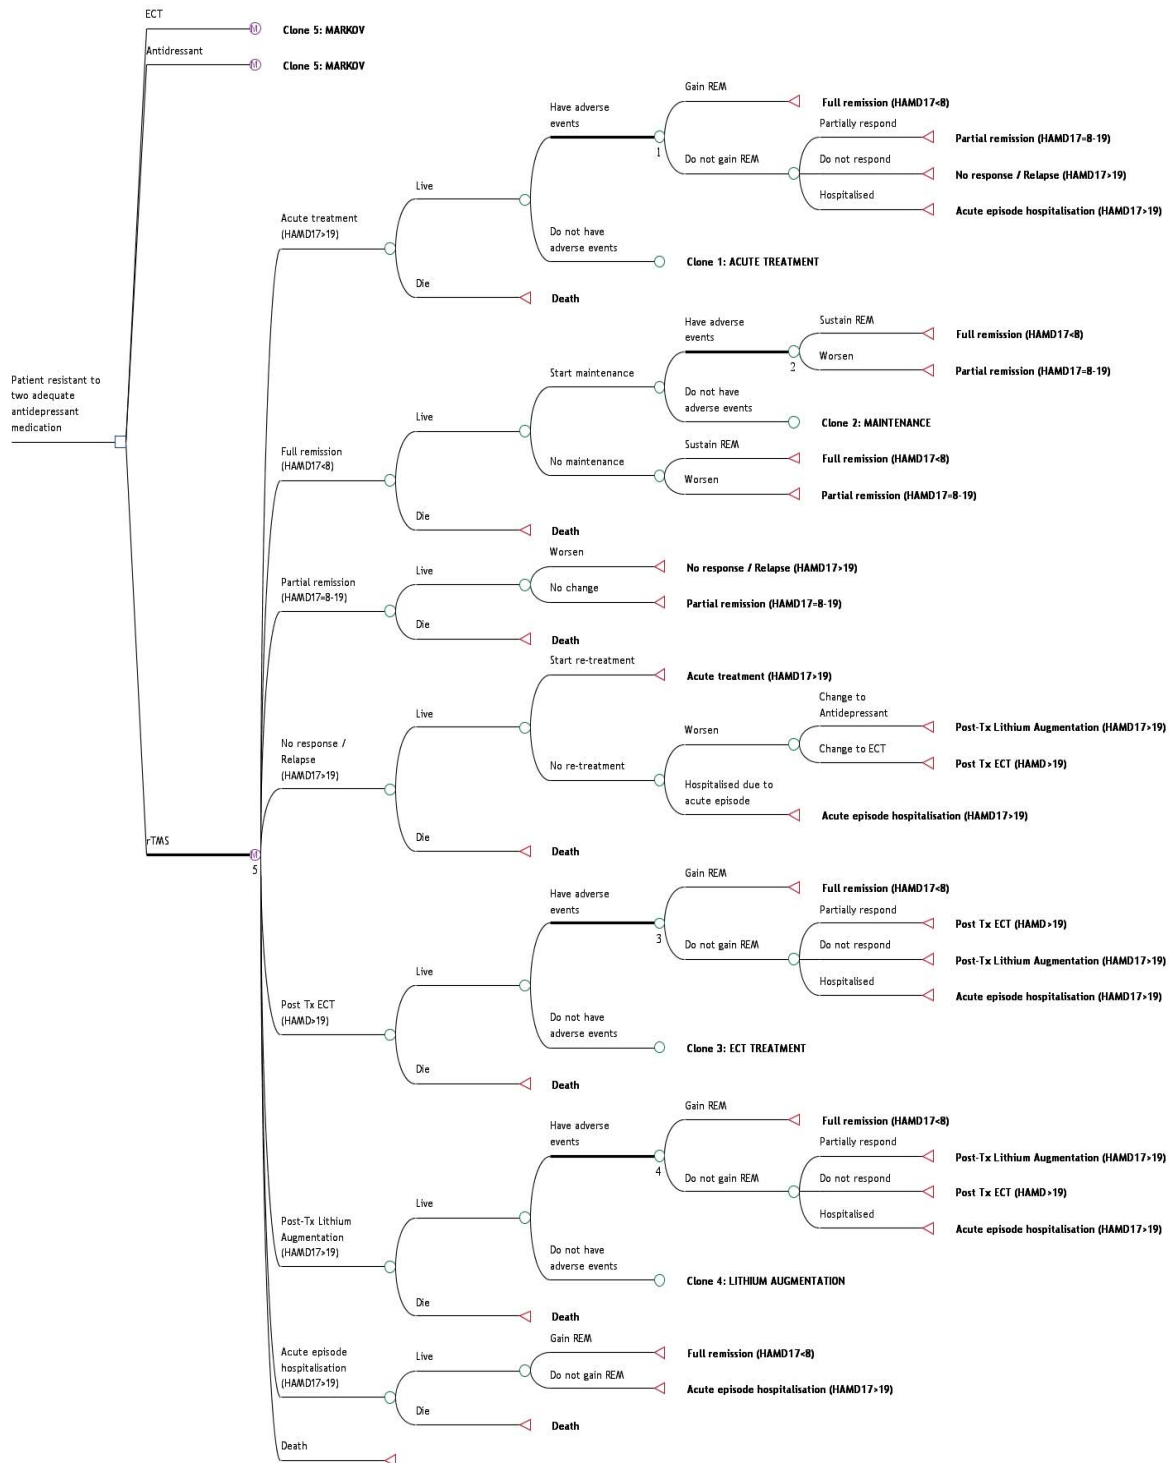 ECT
M
Clone 5: MARKOV
Antidressant
M
Clone 5: MARKOV
Patient resistant to
two adequate
antidepressant
medication
rTMS
M
5
Acute treatment
(HAMD17>19)
Live
Have adverse
events
1
Gain REM
Full remission (HAMD17<8)
Do not gain REM
Partially respond
Partial remission (HAMD17=8-19)
Do not respond
No response / Relapse (HAMD17>19)
Hospitalised
Acute episode hospitalisation (HAMD17>19)
Do not have
adverse events
Clone 1: ACUTE TREATMENT
Die
Death
Full remission
(HAMD17<8)
Live
Start maintenance
Have adverse
events
2
Sustain REM
Full remission (HAMD17<8)
Worsen
Partial remission (HAMD17=8-19)
Do not have
adverse events
Clone 2: MAINTENANCE
No maintenance
Sustain REM
Full remission (HAMD17<8)
Worsen
Partial remission (HAMD17=8-19)
Die
Death
Partial remission
(HAMD17=8-19)
Live
Worsen
No response / Relapse (HAMD17>19)
No change
Partial remission (HAMD17=8-19)
Die
Death
No response /
Relapse
(HAMD17>19)
Live
Start re-treatment
Acute treatment (HAMD17>19)
No re-treatment
Worsen
Change to
Antidepressant
Post-Tx Lithium Augmentation (HAMD17>19)
Change to ECT
Post Tx ECT (HAMD>19)
Hospitalised due to
acute episode
Acute episode hospitalisation (HAMD17>19)
Die
Death
Post Tx ECT
(HAMD>19)
Live
Have adverse
events
3
Gain REM
Full remission (HAMD17<8)
Do not gain REM
Partially respond
Post Tx ECT (HAMD>19)
Do not respond
Post-Tx Lithium Augmentation (HAMD17>19)
Hospitalised
Acute episode hospitalisation (HAMD17>19)
Do not have
adverse events
Clone 3: ECT TREATMENT
Die
Death
Post-Tx Lithium
Augmentation
(HAMD17>19)
Live
Have adverse
events
4
Gain REM
Full remission (HAMD17<8)
Do not gain REM
Partially respond
Post-Tx Lithium Augmentation (HAMD17>19)
Do not respond
Post Tx ECT (HAMD>19)
Hospitalised
Acute episode hospitalisation (HAMD17>19)
Do not have
adverse events
Clone 4: LITHIUM AUGMENTATION
Die
Death
Acute episode
hospitalisation
(HAMD17>19)
Live
Gain REM
Full remission (HAMD17<8)
Do not gain REM
Acute episode hospitalisation (HAMD17>19)
Die
Death
Death